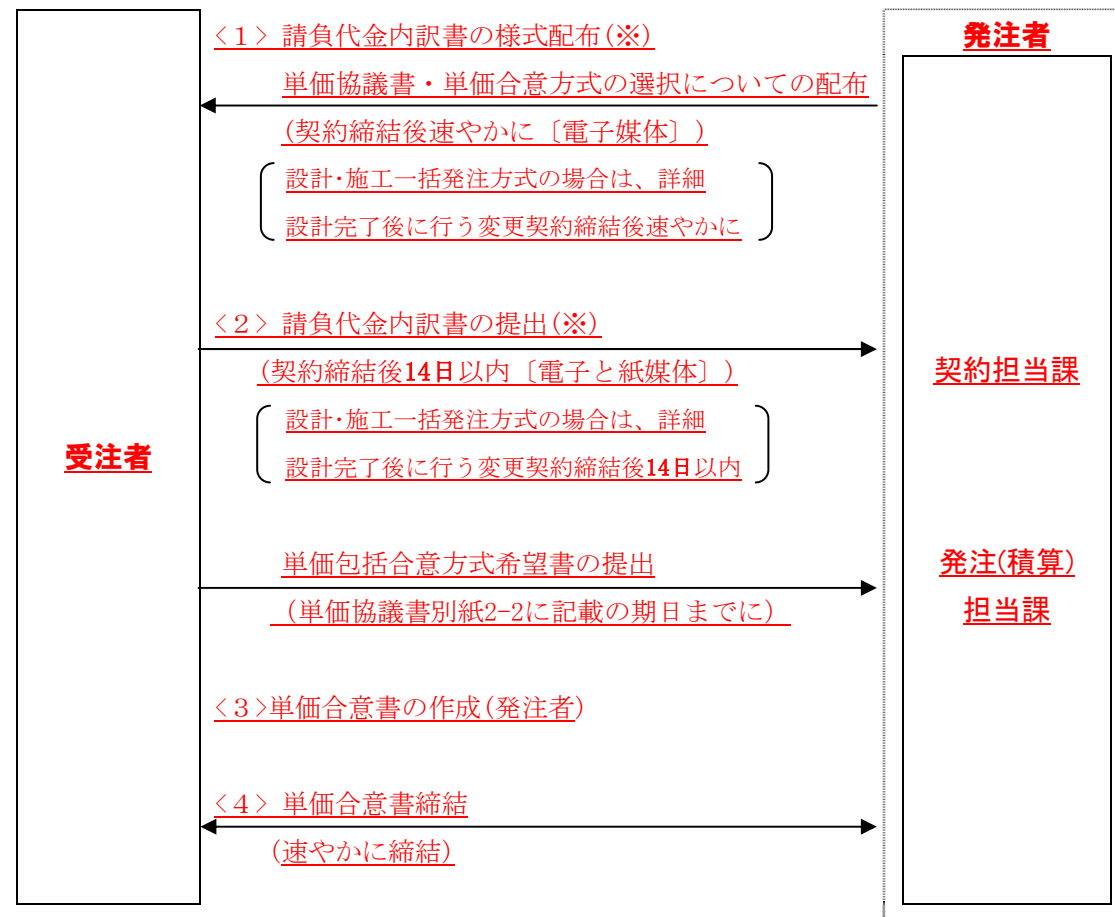 <１> 請負代金内訳書の様式配布(※)
単価協議書・単価合意方式の選択についての配布
(契約締結後速やかに〔電子媒体〕)
設計･施工一括発注方式の場合は、詳細
設計完了後に行う変更契約締結後速やかに
<２> 請負代金内訳書の提出(※)
(契約締結後14日以内〔電子と紙媒体〕)
設計･施工一括発注方式の場合は、詳細
設計完了後に行う変更契約締結後14日以内
単価包括合意方式希望書の提出
(単価協議書別紙2-2に記載の期日までに)
<３>単価合意書の作成(発注者)
<４> 単価合意書締結
(速やかに締結)
受注者
発注者
契約担当課
発注(積算)
担当課